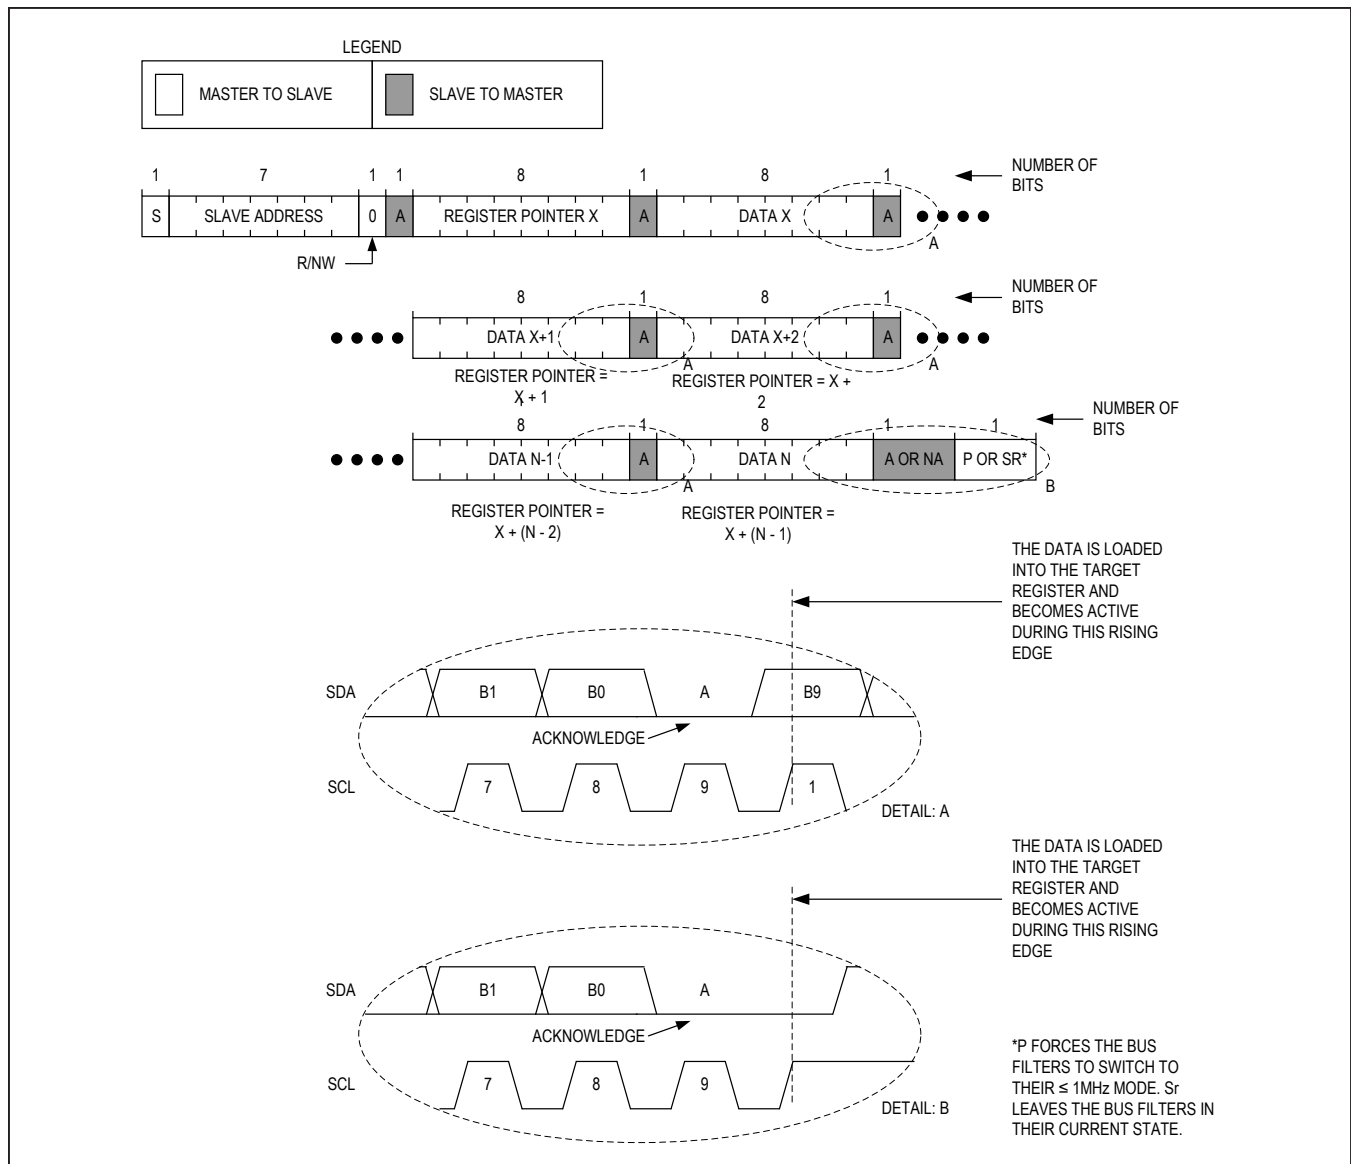 LEGEND
MASTER TO SLAVE
SLAVE TO MASTER
1 7 1 1 8 1 8 1
NUMBER OF
BITS
S SLAVE ADDRESS 0 A REGISTER POINTER X A DATA X A
A
R/NW
8 1 8 1
NUMBER OF
BITS
DATA X+1 A DATA X+2 A
A A
REGISTER POINTER =
X + 1
REGISTER POINTER = X +
2
8 1 8 1 1
NUMBER OF
BITS
DATA N-1 A DATA N A OR NA P OR SR*
A B
REGISTER POINTER =
X + (N - 2)
REGISTER POINTER =
X + (N - 1)
THE DATA IS LOADED
INTO THE TARGET
REGISTER AND
BECOMES ACTIVE
DURING THIS RISING
EDGE
SDA B1 B0 A B9
ACKNOWLEDGE
SCL 7 8 9 1
DETAIL: A
THE DATA IS LOADED
INTO THE TARGET
REGISTER AND
BECOMES ACTIVE
DURING THIS RISING
EDGE
SDA B1 B0 A
ACKNOWLEDGE
SCL 7 8 9
DETAIL: B
*P FORCES THE BUS
FILTERS TO SWITCH TO
THEIR ≤ 1MHz MODE. Sr
LEAVES THE BUS FILTERS IN
THEIR CURRENT STATE.